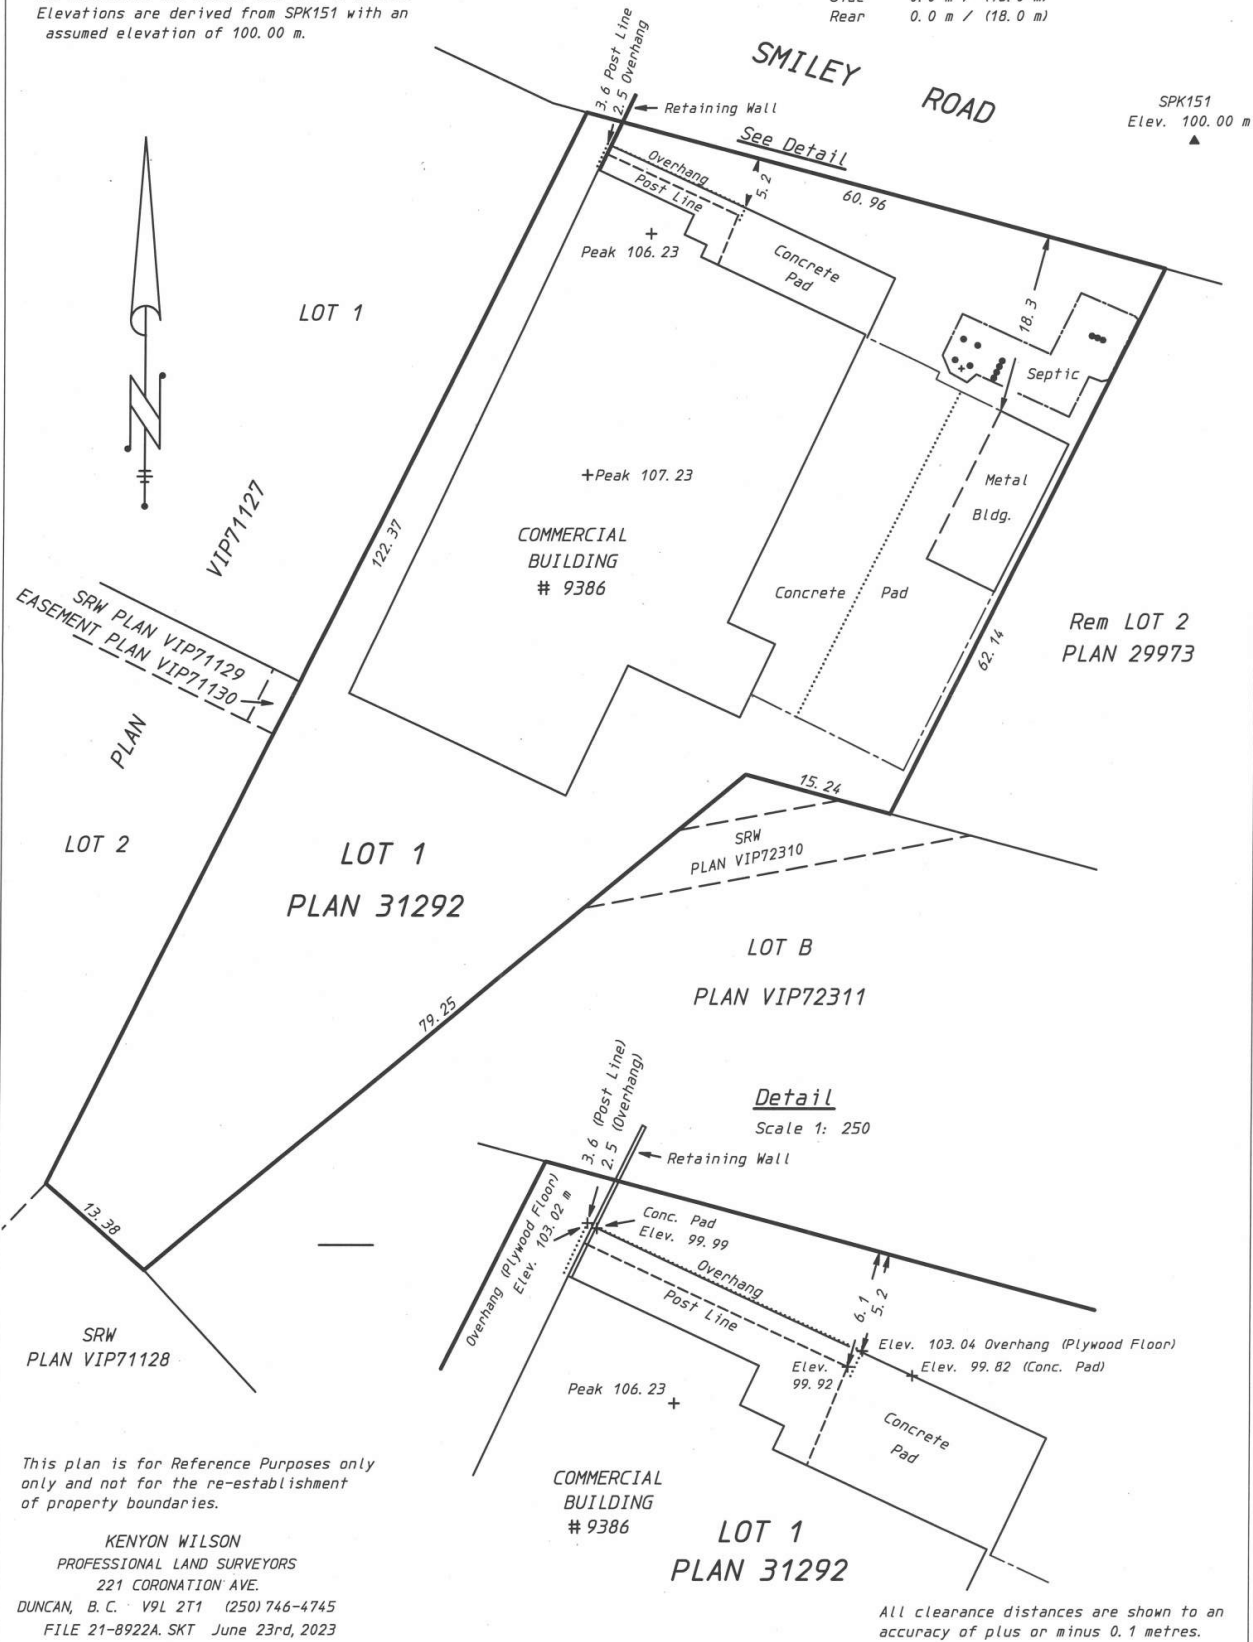 Elevations are derived from SPK151 with an
assumed elevation of 100.00 m.
Rear 0.0 m / (18.0 m)
SMILEY ROAD
SPK151
Elev. 100.00 m
3.6 Post Line
2.5 Overhang
Retaining Wall
See Detail
Overhang
Post Line
5.2
60.96
Peak 106.23
Concrete
Pad
18.3
Septic
LOT 1
+Peak 107.23
Metal
Bldg.
COMMERCIAL
BUILDING
# 9386
122.37
VIP71127
Concrete Pad
SRW PLAN VIP71129
EASEMENT PLAN VIP71130
Rem LOT 2
PLAN 29973
62.14
PLAN
15.24
LOT 2
LOT 1
PLAN 31292
SRW
PLAN VIP72310
LOT B
PLAN VIP72311
79.25
13.38
Detail
Scale 1: 250
3.6 (Post Line)
2.5 (Overhang)
Retaining Wall
Overhang (Plywood Floor)
Elev. 103.02 m
Conc. Pad
Elev. 99.99
Overhang
Post Line
6.1
5.2
Elev. 103.04 Overhang (Plywood Floor)
Elev. 99.82 (Conc. Pad)
Elev.
99.92
Peak 106.23
Concrete
Pad
SRW
PLAN VIP71128
COMMERCIAL
BUILDING
# 9386
LOT 1
PLAN 31292
This plan is for Reference Purposes only
only and not for the re-establishment
of property boundaries.
KENYON WILSON
PROFESSIONAL LAND SURVEYORS
221 CORONATION AVE.
DUNCAN, B.C. V9L 2T1 (250) 746-4745
FILE 21-8922A.SKT June 23rd, 2023
All clearance distances are shown to an
accuracy of plus or minus 0.1 metres.